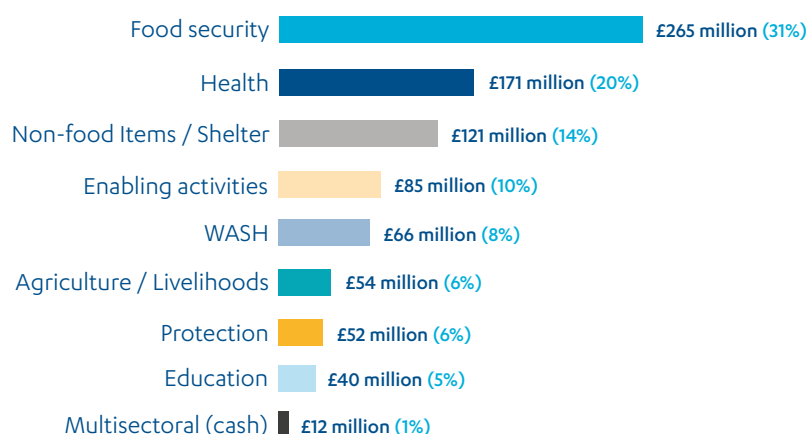 Food security £265 million (31%)
Health £171 million (20%)
Non-food Items / Shelter £121 million (14%)
Enabling activities £85 million (10%)
WASH £66 million (8%)
Agriculture / Livelihoods £54 million (6%)
Protection £52 million (6%)
Education £40 million (5%)
Multisectoral (cash) £12 million (1%)